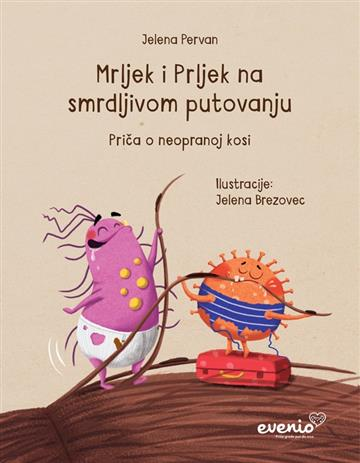 Jelena Pervan
Mrljek i Prljek na
smrdljivom putovanju
Priča o neopranoj kosi
Ilustracije:
Jelena Brezovec
evenio